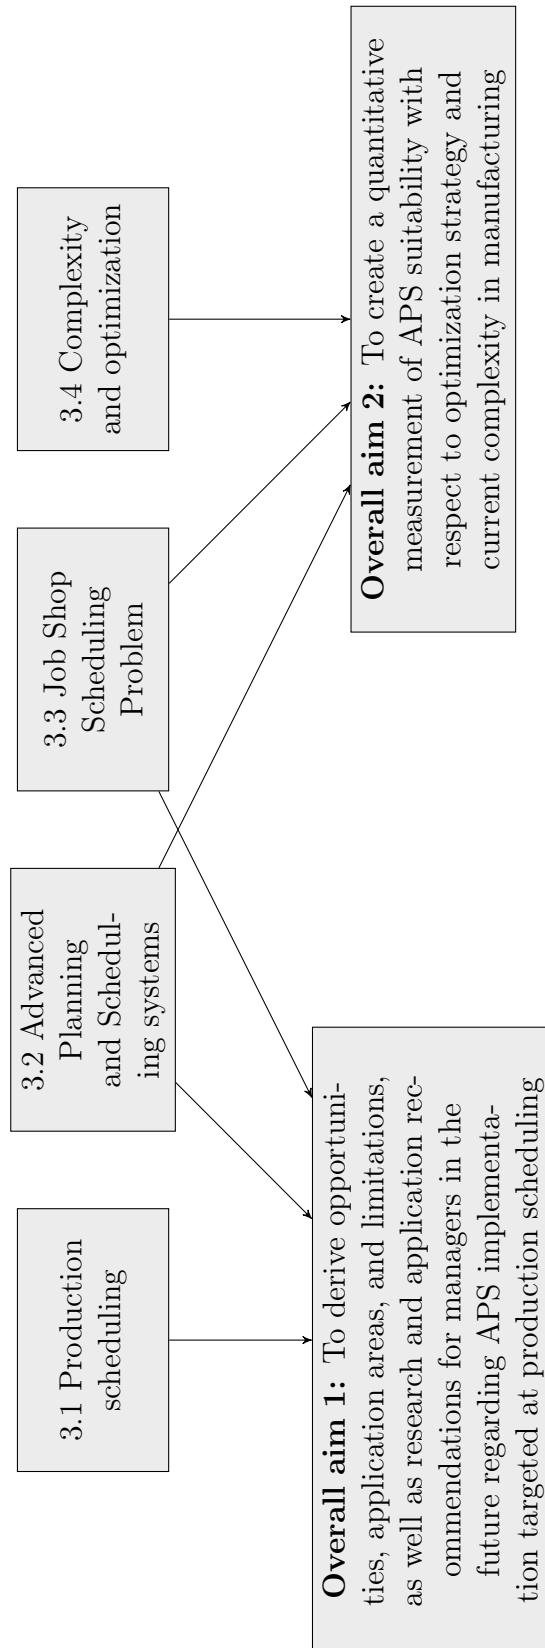 3.1 Production
scheduling
3.2 Advanced
Planning
and Schedul-
ing systems
3.3 Job Shop
Scheduling
Problem
3.4 Complexity
and optimization
Overall aim 1: To derive opportuni-
ties, application areas, and limitations,
as well as research and application rec-
ommendations for managers in the
future regarding APS implementa-
tion targeted at production scheduling
Overall aim 2: To create a quantitative
measurement of APS suitability with
respect to optimization strategy and
current complexity in manufacturing